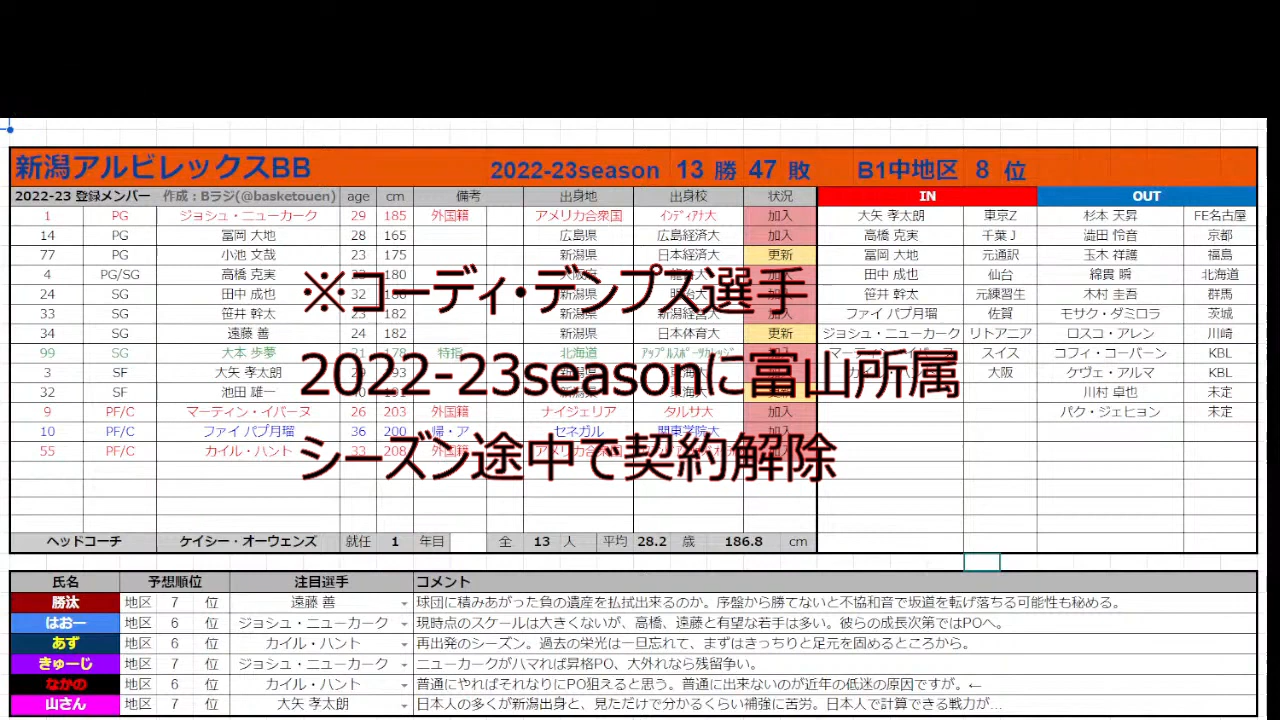 新潟アルビレックスBB 2022-23season 13 勝 47 敗 B1中地区 8 位
2022-23 登録メンバー 作成：Bラジ(@basketouen) age cm 備考 出身地 出身校 状況 IN OUT
1 PG ジョシュ・ニューカーク 29 185 外国籍 アメリカ合衆国 インディアナ大 加入 大矢 孝太朗 東京Z 杉本 天昇 FE名古屋
14 PG 冨岡 大地 28 165 広島県 広島経済大 加入 高橋 克実 千葉Ｊ 澁田 怜音 京都
77 PG 小池 文哉 23 175 新潟県 日本経済大 更新 冨岡 大地 元通訳 玉木 祥護 福島
4 PG/SG 高橋 克実 180 田中 成也 仙台 綿貫 瞬 北海道
※コーディ・デンプス選手
24 SG 田中 成也 32 新潟県 笹井 幹太 元練習生 木村 圭吾 群馬
33 SG 笹井 幹太 182 新潟県 新潟経営大 加入 ファイ パプ月瑠 佐賀 モサク・ダミロラ 茨城
34 SG 遠藤 善 24 182 新潟県 日本体育大 更新 ジョシュ・ニューカーク リトアニア ロスコ・アレン 川崎
99 SG 大本 歩夢 21 178 特指 北海道 スイス コフィ・コーバーン KBL
3 SF 大矢 孝太朗 大阪 ケヴェ・アルマ KBL
2022-23seasonに富山所属
32 SF 池田 雄一 川村 卓也 未定
9 PF/C マーティン・イバーヌ 26 203 外国籍 ナイジェリア タルサ大 加入 パク・ジェヒョン 未定
10 PF/C ファイ パプ月瑠 36 200 帰・ア セネガル 関東学院大 加入
55 PF/C カイル・ハント 33 208 外国籍 アメリカ合衆国
シーズン途中で契約解除
ヘッドコーチ ケイシー・オーウェンズ 就任 1 年目 全 13 人 平均 28.2 歳 186.8 cm
氏名 予想順位 注目選手 コメント
勝汰 地区 7 位 遠藤 善 球団に積みあがった負の遺産を払拭出来るのか。序盤から勝てないと不協和音で坂道を転げ落ちる可能性も秘める。
はおー 地区 6 位 ジョシュ・ニューカーク 現時点のスケールは大きくないが、高橋、遠藤と有望な若手は多い。彼らの成長次第ではPOへ。
あず 地区 6 位 カイル・ハント 再出発のシーズン。過去の栄光は一旦忘れて、まずはきっちりと足元を固めるところから。
きゅーじ 地区 7 位 ジョシュ・ニューカーク ニューカークがハマれば昇格PO、大外れなら残留争い。
なかの 地区 6 位 カイル・ハント 普通にやればそれなりにPO狙えると思う。普通に出来ないのが近年の低迷の原因ですが。←
山さん 地区 7 位 大矢 孝太朗 日本人の多くが新潟出身と、見ただけで分かるくらい補強に苦労。日本人で計算できる戦力が…